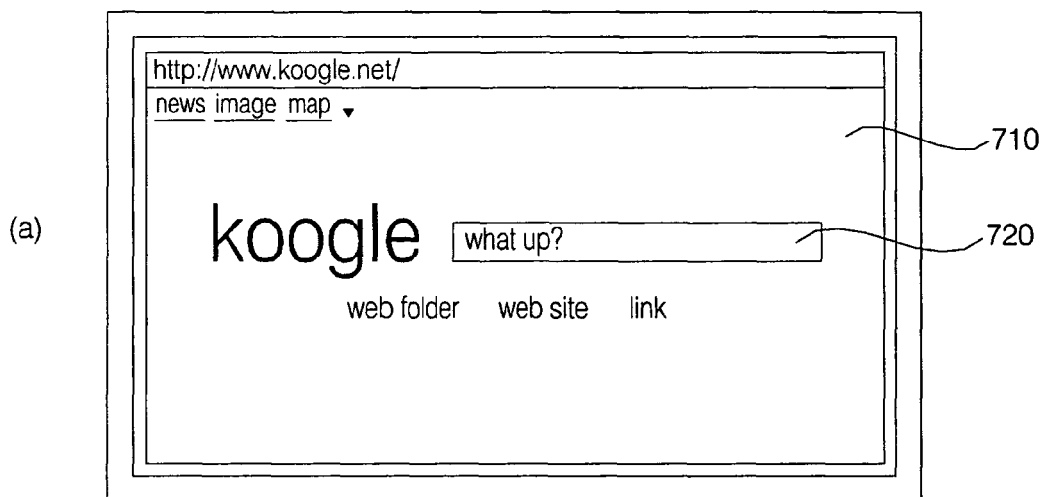 http://www.koogle.net/
news image map ▼
710
(a)
koogle what up? 720
web folder web site link